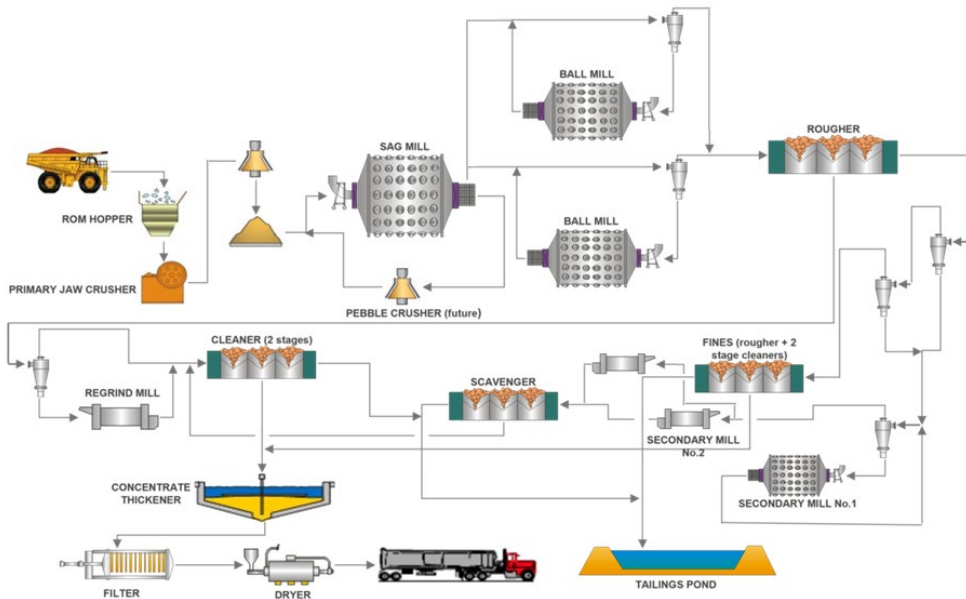 BALL MILL
ROUGHER
SAG MILL
ROM HOPPER
BALL MILL
PRIMARY JAW CRUSHER
PEBBLE CRUSHER (future)
CLEANER (2 stages)
FINES (rougher + 2
stage cleaners)
SCAVENGER
REGRIND MILL
SECONDARY MILL
No.2
CONCENTRATE
THICKENER
SECONDARY MILL No.1
FILTER
DRYER
TAILINGS POND